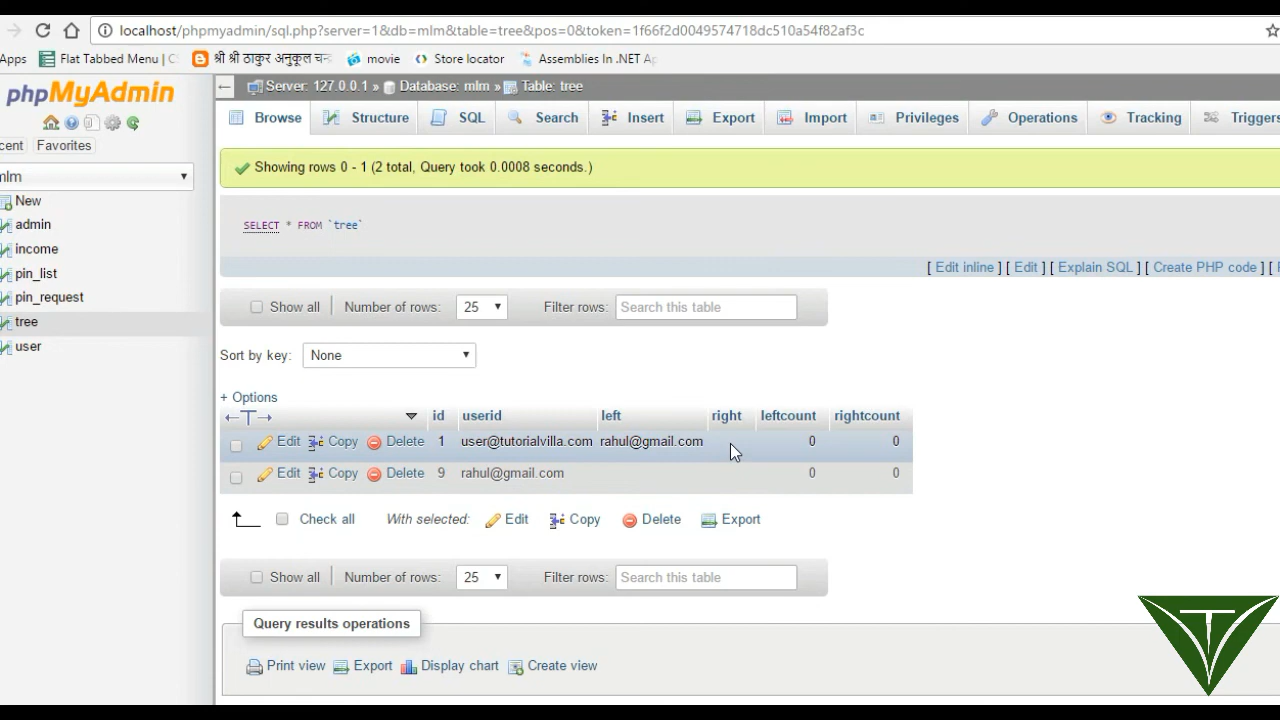 localhost/phpmyadmin/sql.php?server=1&db=mlm&table=tree&pos=0&token=1f66f2d0049574718dc510a54f82af3c
Apps Flat Tabbed Menu | C श्री श्री ठाकुर अनुकूल चन movie Store locator Assemblies In .NET Ap
phpMyAdmin
← Server: 127.0.0.1 » Database: mlm » Table: tree
Browse Structure SQL Search Insert Export Import Privileges Operations Tracking Triggers
cent Favorites
mlm
New
admin
income
pin_list
pin_request
tree
user
Showing rows 0 - 1 (2 total, Query took 0.0008 seconds.)
SELECT * FROM `tree`
[ Edit inline ] [ Edit ] [ Explain SQL ] [ Create PHP code ] [
Show all Number of rows: 25 Filter rows: Search this table
Sort by key: None
+ Options
←T→ id userid left right leftcount rightcount
Edit Copy Delete 1 user@tutorialvilla.com rahul@gmail.com 0 0
Edit Copy Delete 9 rahul@gmail.com 0 0
Check all With selected: Edit Copy Delete Export
Show all Number of rows: 25 Filter rows: Search this table
Query results operations
Print view Export Display chart Create view
T